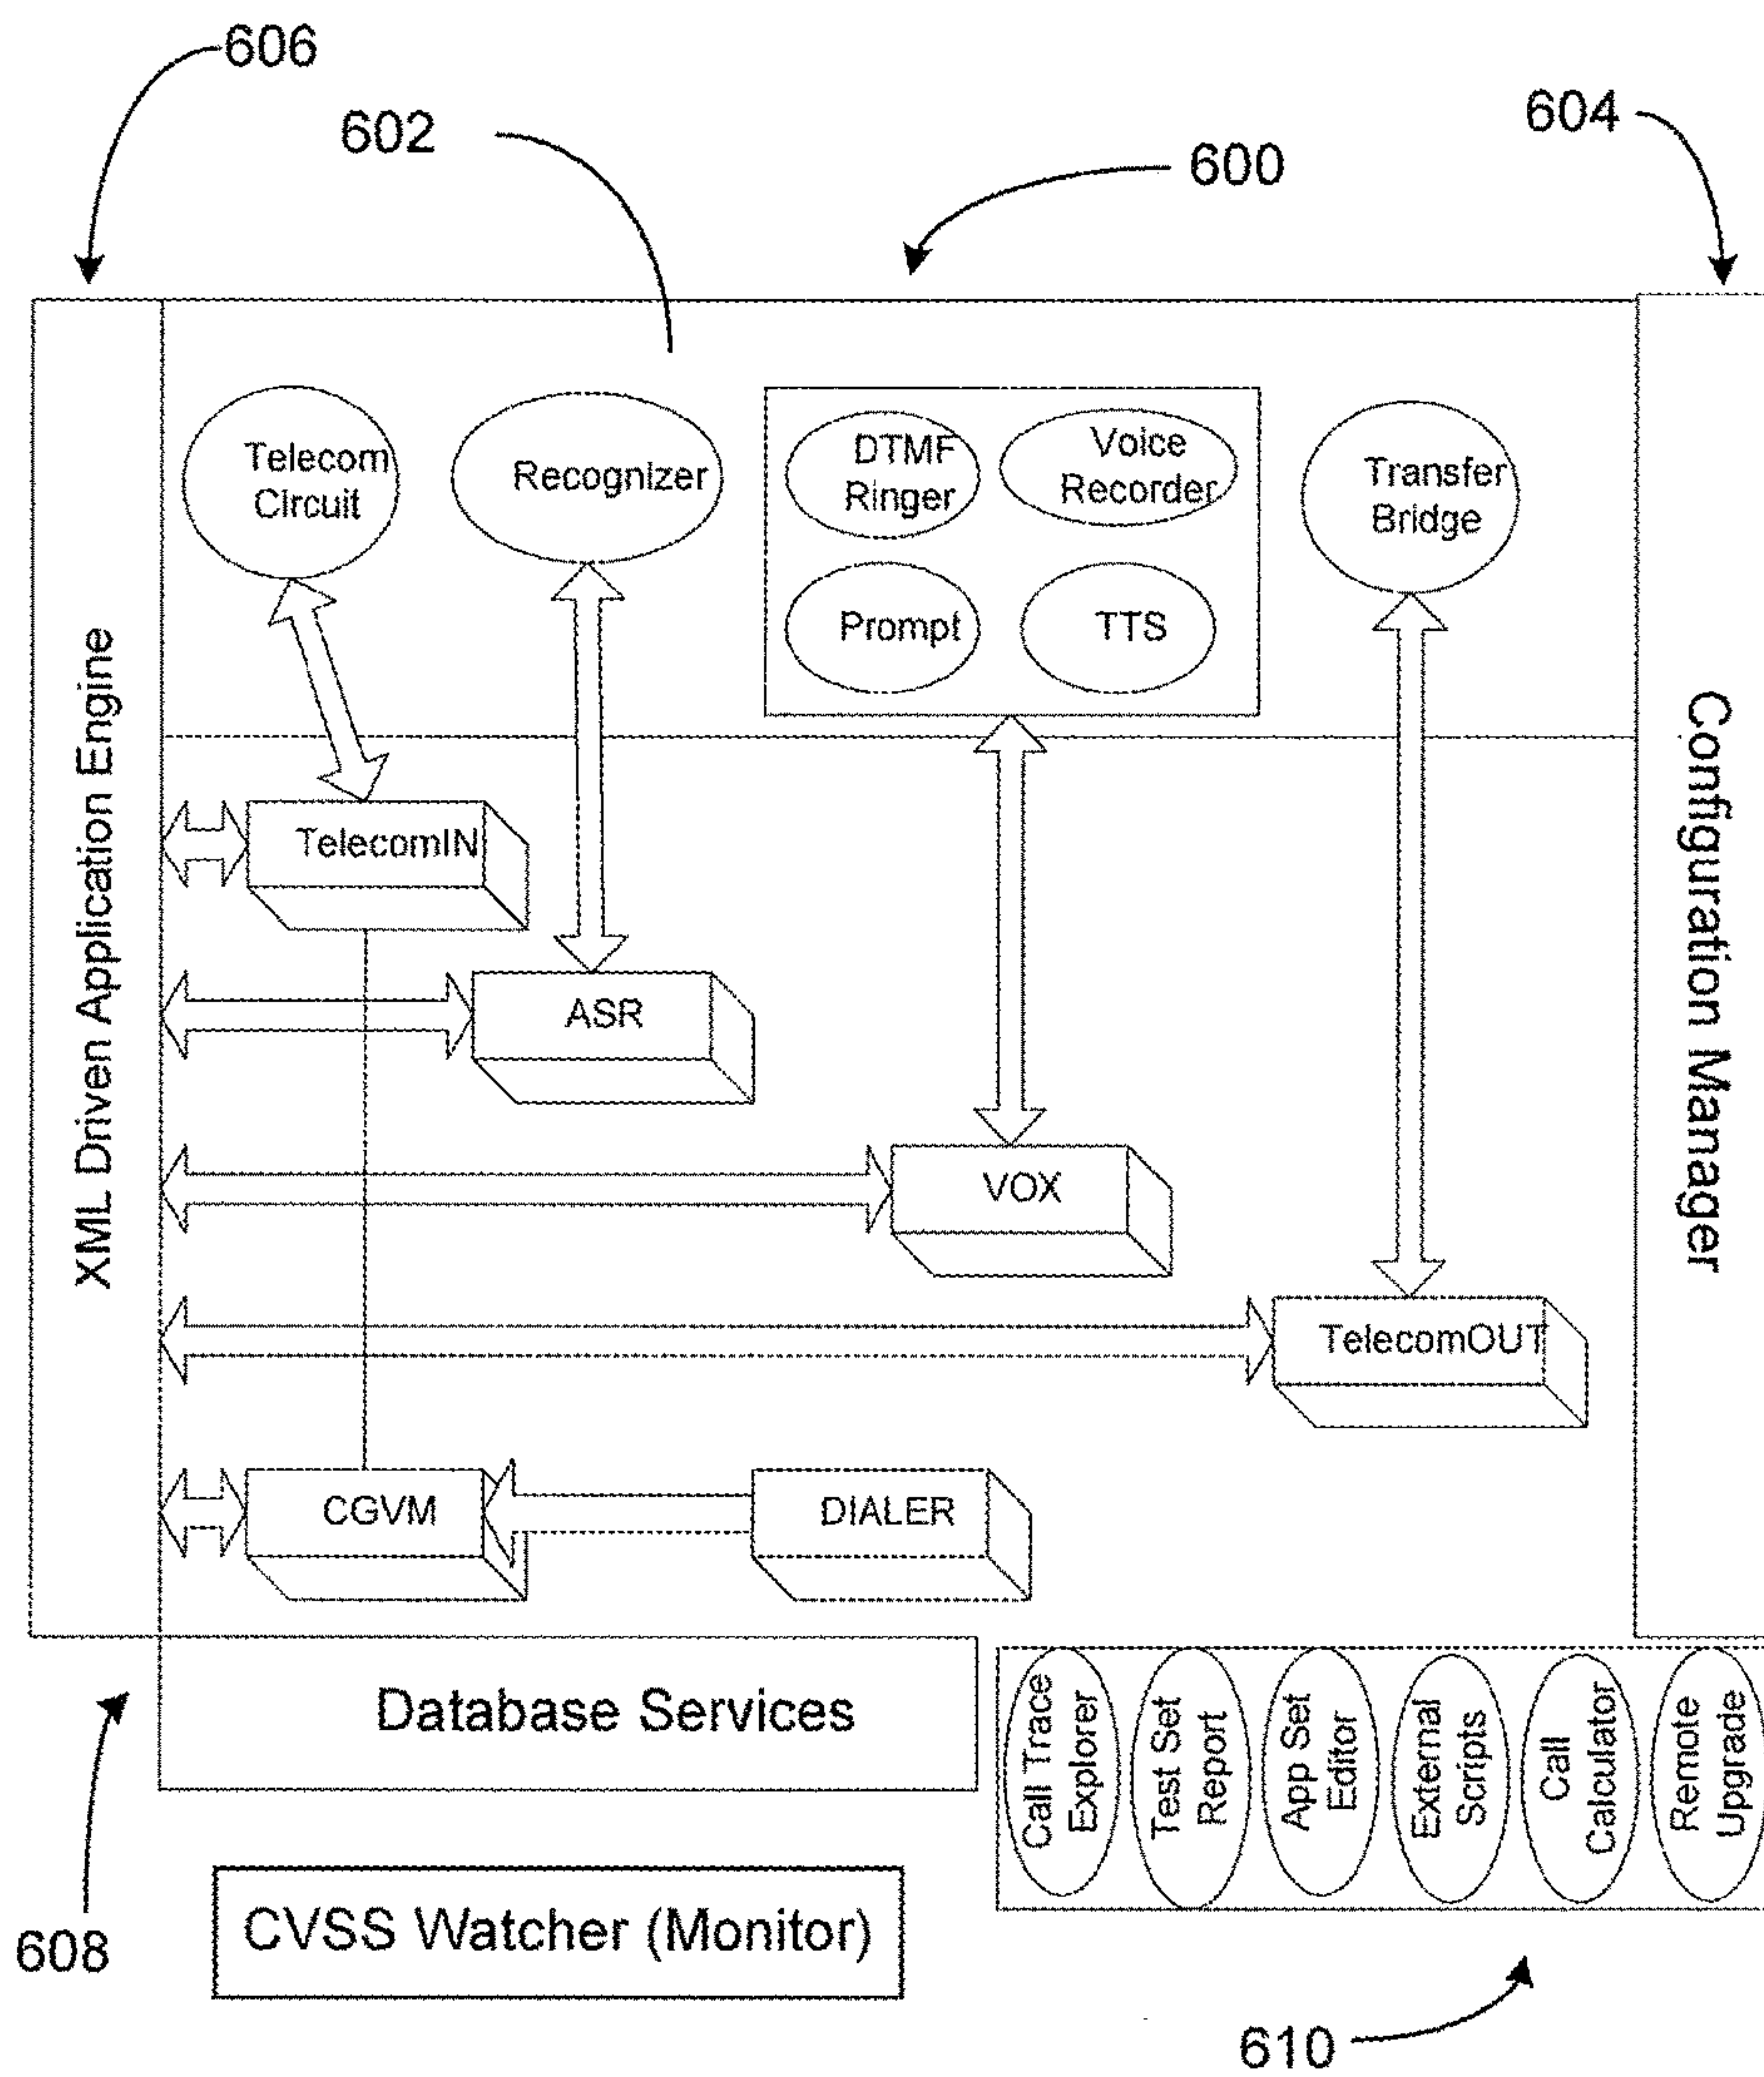 606
602
604
600
Telecom
Circuit
Recognizer
DTMF
Ringer
Voice
Recorder
Prompt
TTS
Transfer
Bridge
XML Driven Application Engine
Configuration Manager
TelecomIN
ASR
VOX
TelecomOUT
CGVM
DIALER
Database Services
Call Trace
Explorer
Test Set
Report
App Set
Editor
External
Scripts
Call
Calculator
Remote
Upgrade
CVSS Watcher (Monitor)
608
610